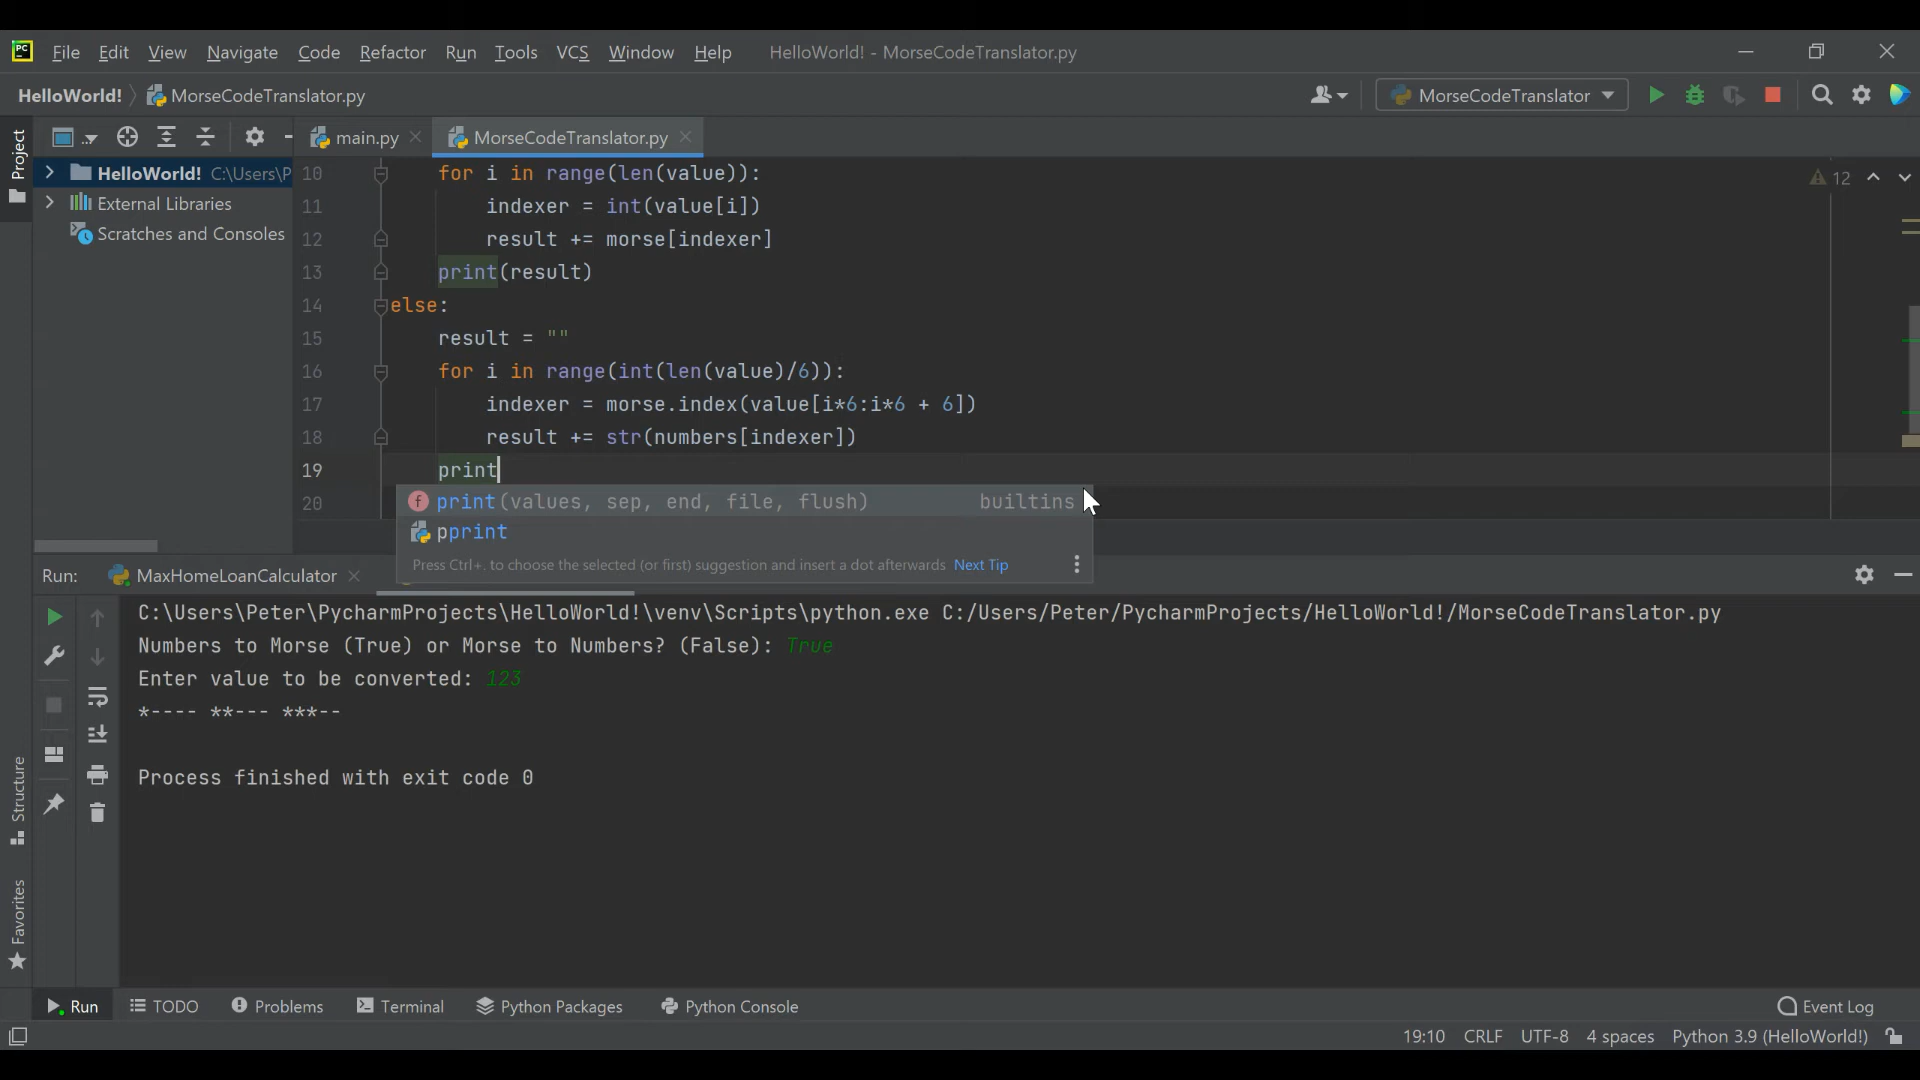 PC File Edit View Navigate Code Refactor Run Tools VCS Window Help HelloWorld! - MorseCodeTranslator.py
HelloWorld! MorseCodeTranslator.py MorseCodeTranslator
Project
main.py MorseCodeTranslator.py
HelloWorld! C:\Users\P
External Libraries
Scratches and Consoles
12
10 for i in range(len(value)):
11 indexer = int(value[i])
12 result += morse[indexer]
13 print(result)
14 else:
15 result = ""
16 for i in range(int(len(value)/6)):
17 indexer = morse.index(value[i*6:i*6 + 6])
18 result += str(numbers[indexer])
19 print
20
f print(values, sep, end, file, flush) builtins
pprint
Press Ctrl+. to choose the selected (or first) suggestion and insert a dot afterwards Next Tip
Run: MaxHomeLoanCalculator
C:\Users\Peter\PycharmProjects\HelloWorld!\venv\Scripts\python.exe C:/Users/Peter/PycharmProjects/HelloWorld!/MorseCodeTranslator.py
Numbers to Morse (True) or Morse to Numbers? (False): True
Enter value to be converted: 123
*---- **--- ***--
Process finished with exit code 0
Structure
Favorites
Run TODO Problems Terminal Python Packages Python Console Event Log
19:10 CRLF UTF-8 4 spaces Python 3.9 (HelloWorld!)